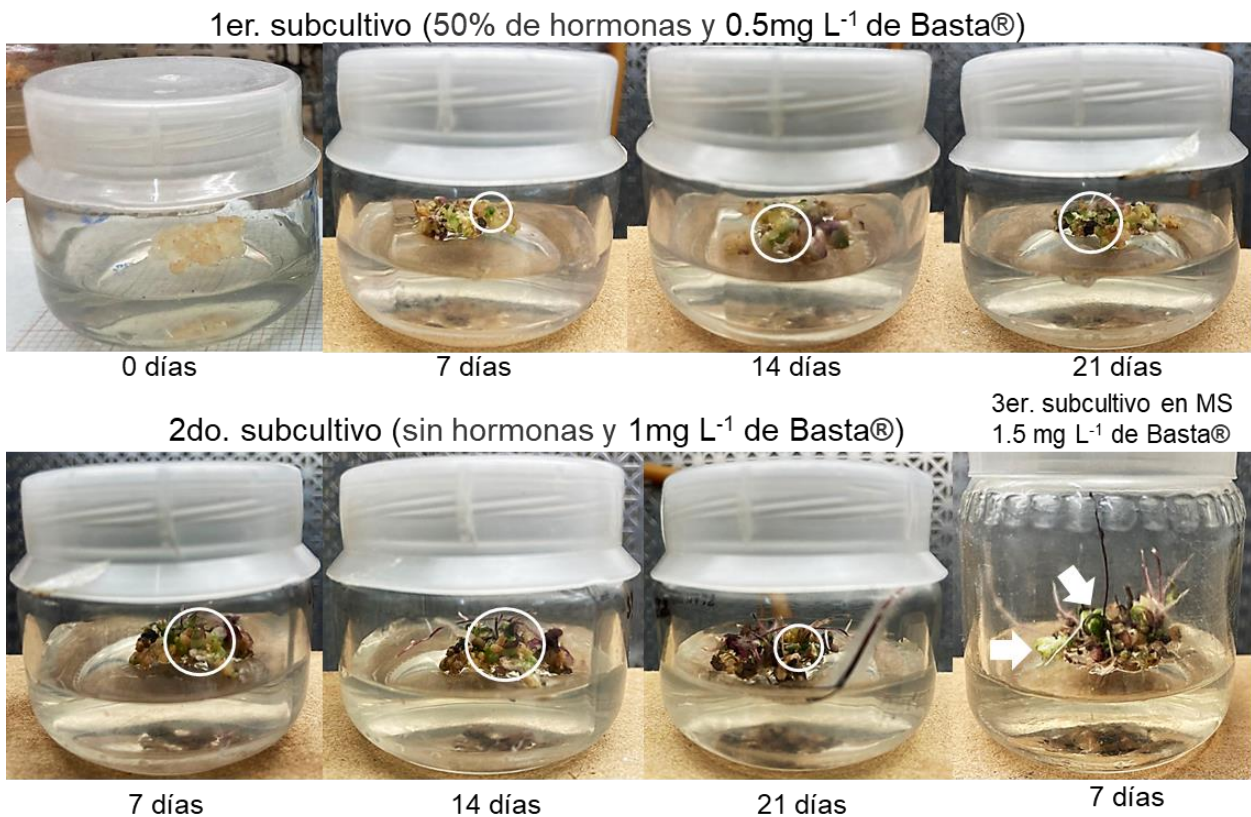 1er. subcultivo (50% de hormonas y 0.5mg L-1 de Basta®)
0 días
7 días
14 días
21 días
2do. subcultivo (sin hormonas y 1mg L-1 de Basta®)
3er. subcultivo en MS
1.5 mg L-1 de Basta®
7 días
14 días
21 días
7 días